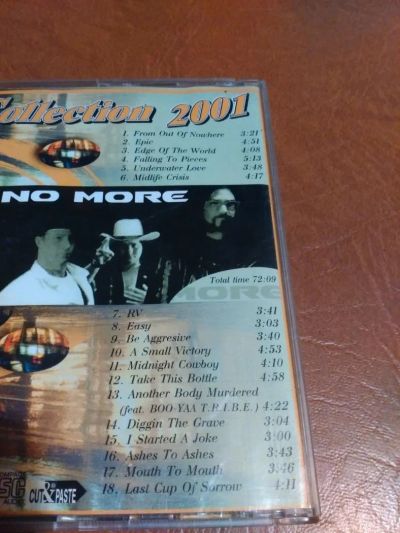 Collection 2001
1. From Out Of Nowhere 3:21
2. Epic 4:51
3. Edge Of The World 4:08
4. Falling To Pieces 5:13
5. Underwater Love 3:48
6. Midlife Crisis 4:17
NO MORE
Total time 72:09
MORE
7. RV 3:41
8. Easy 3:03
9. Be Aggresive 3:40
10. A Small Victory 4:53
11. Midnight Cowboy 4:10
12. Take This Bottle 4:58
13. Another Body Murdered
(feat. BOO-YAA T.R.I.B.E.) 4:22
14. Diggin The Grave 3:04
15. I Started A Joke 3:00
16. Ashes To Ashes 3:43
17. Mouth To Mouth 3:46
18. Last Cup Of Sorrow 4:11
COMPACT
DISC
AUDIO
CUT & PASTE